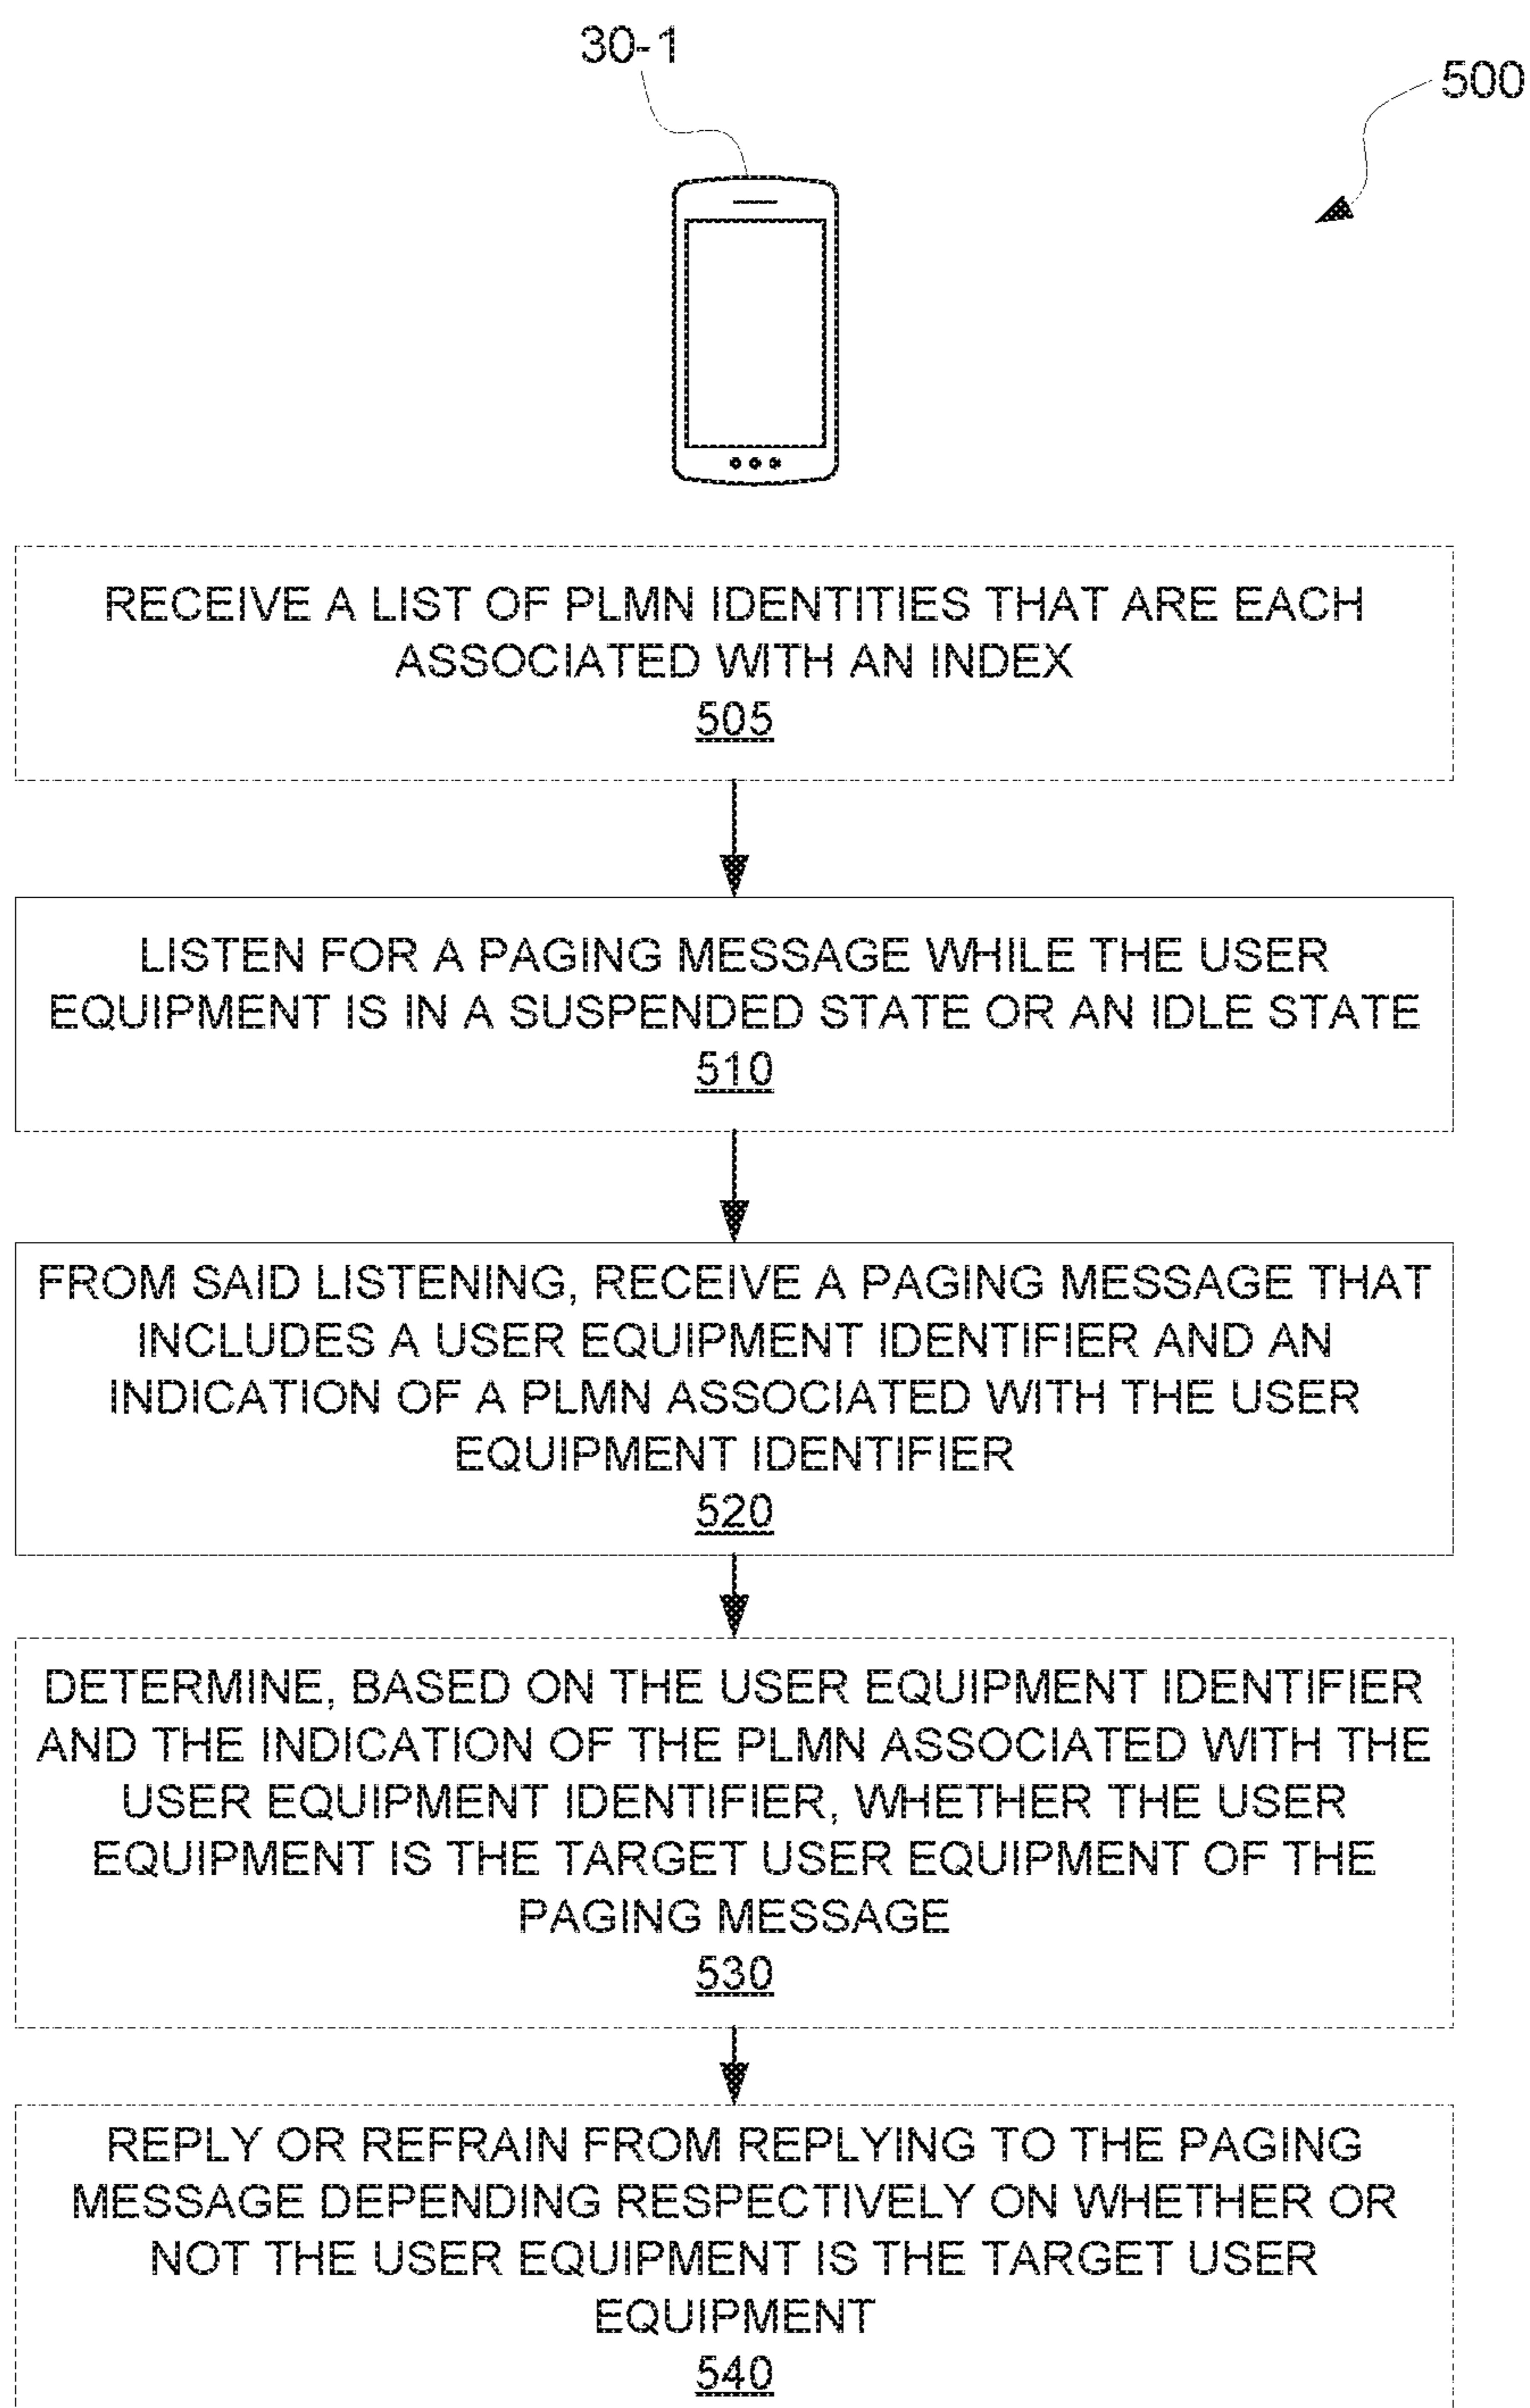 30-1
500
RECEIVE A LIST OF PLMN IDENTITIES THAT ARE EACH
ASSOCIATED WITH AN INDEX
505
LISTEN FOR A PAGING MESSAGE WHILE THE USER
EQUIPMENT IS IN A SUSPENDED STATE OR AN IDLE STATE
510
FROM SAID LISTENING, RECEIVE A PAGING MESSAGE THAT
INCLUDES A USER EQUIPMENT IDENTIFIER AND AN
INDICATION OF A PLMN ASSOCIATED WITH THE USER
EQUIPMENT IDENTIFIER
520
DETERMINE, BASED ON THE USER EQUIPMENT IDENTIFIER
AND THE INDICATION OF THE PLMN ASSOCIATED WITH THE
USER EQUIPMENT IDENTIFIER, WHETHER THE USER
EQUIPMENT IS THE TARGET USER EQUIPMENT OF THE
PAGING MESSAGE
530
REPLY OR REFRAIN FROM REPLYING TO THE PAGING
MESSAGE DEPENDING RESPECTIVELY ON WHETHER OR
NOT THE USER EQUIPMENT IS THE TARGET USER
EQUIPMENT
540